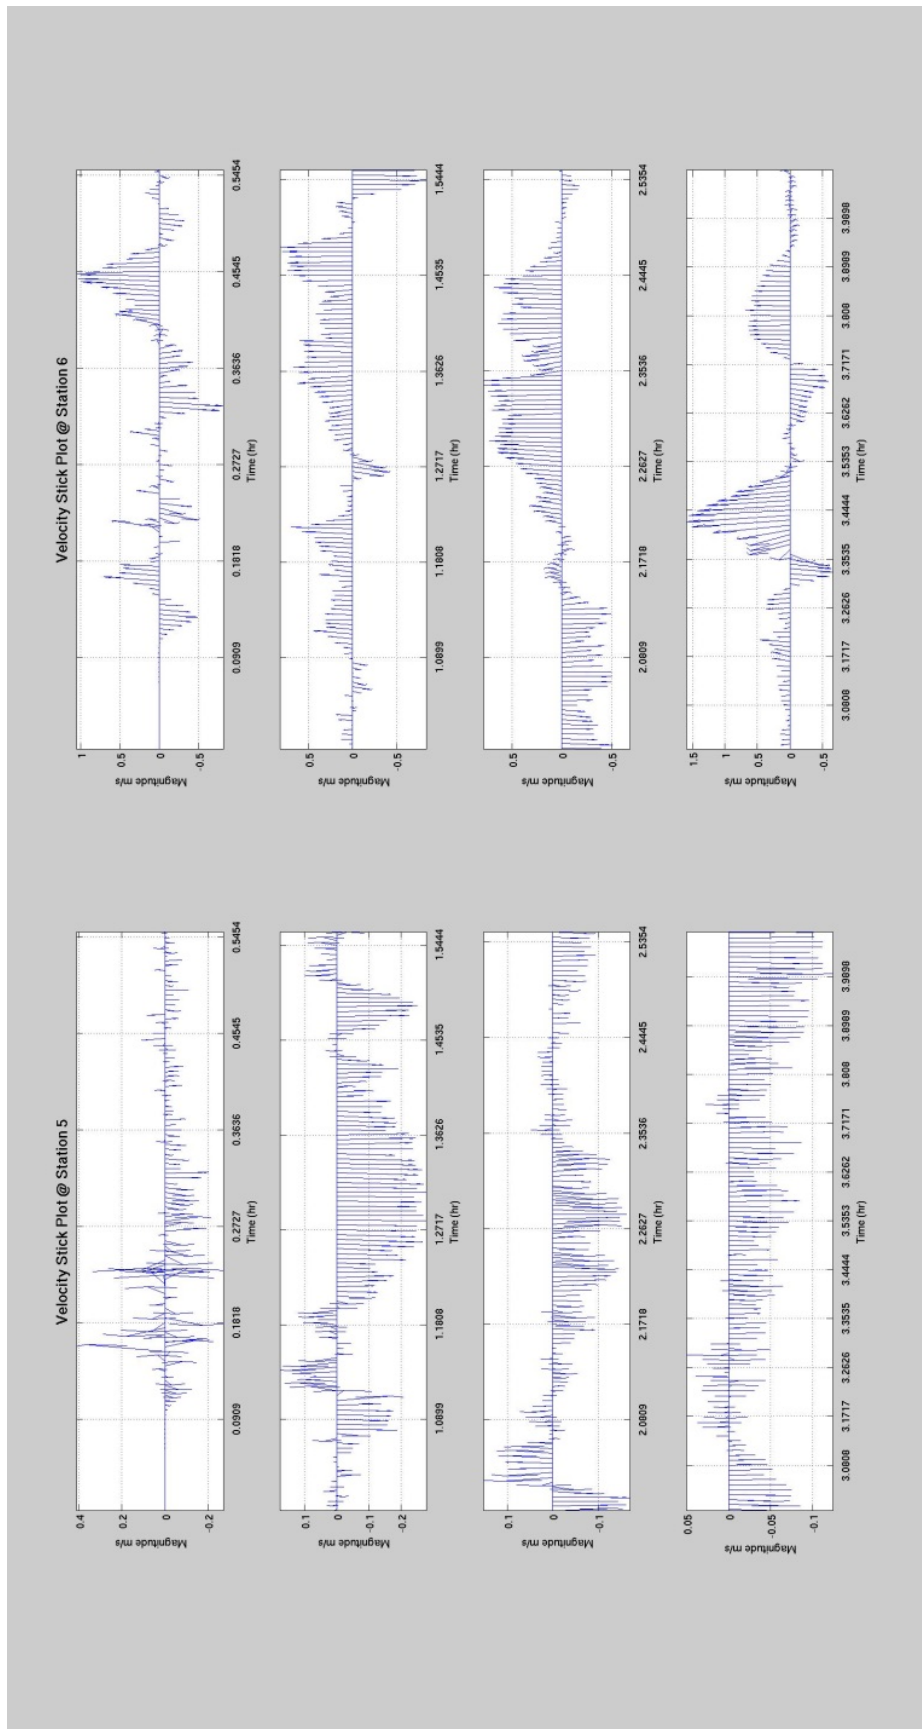 Velocity Stick Plot @ Station 5
Magnitude m/s
0.4
0.2
0
-0.2
0.0909 0.1818 0.2727 0.3636 0.4545 0.5454
Time (hr)
Magnitude m/s
0.1
0
-0.1
-0.2
1.0899 1.1808 1.2717 1.3626 1.4535 1.5444
Time (hr)
Magnitude m/s
0.1
0
-0.1
2.0809 2.1718 2.2627 2.3536 2.4445 2.5354
Time (hr)
Magnitude m/s
0.05
0
-0.05
-0.1
3.0808 3.1717 3.2626 3.3535 3.4444 3.5353 3.6262 3.7171 3.808 3.8989 3.9898
Time (hr)
Velocity Stick Plot @ Station 6
Magnitude m/s
1
0.5
0
-0.5
0.0909 0.1818 0.2727 0.3636 0.4545 0.5454
Time (hr)
Magnitude m/s
0.5
0
-0.5
1.0899 1.1808 1.2717 1.3626 1.4535 1.5444
Time (hr)
Magnitude m/s
0.5
0
-0.5
2.0809 2.1718 2.2627 2.3536 2.4445 2.5354
Time (hr)
Magnitude m/s
1.5
1
0.5
0
-0.5
3.0808 3.1717 3.2626 3.3535 3.4444 3.5353 3.6262 3.7171 3.808 3.8989 3.9898
Time (hr)